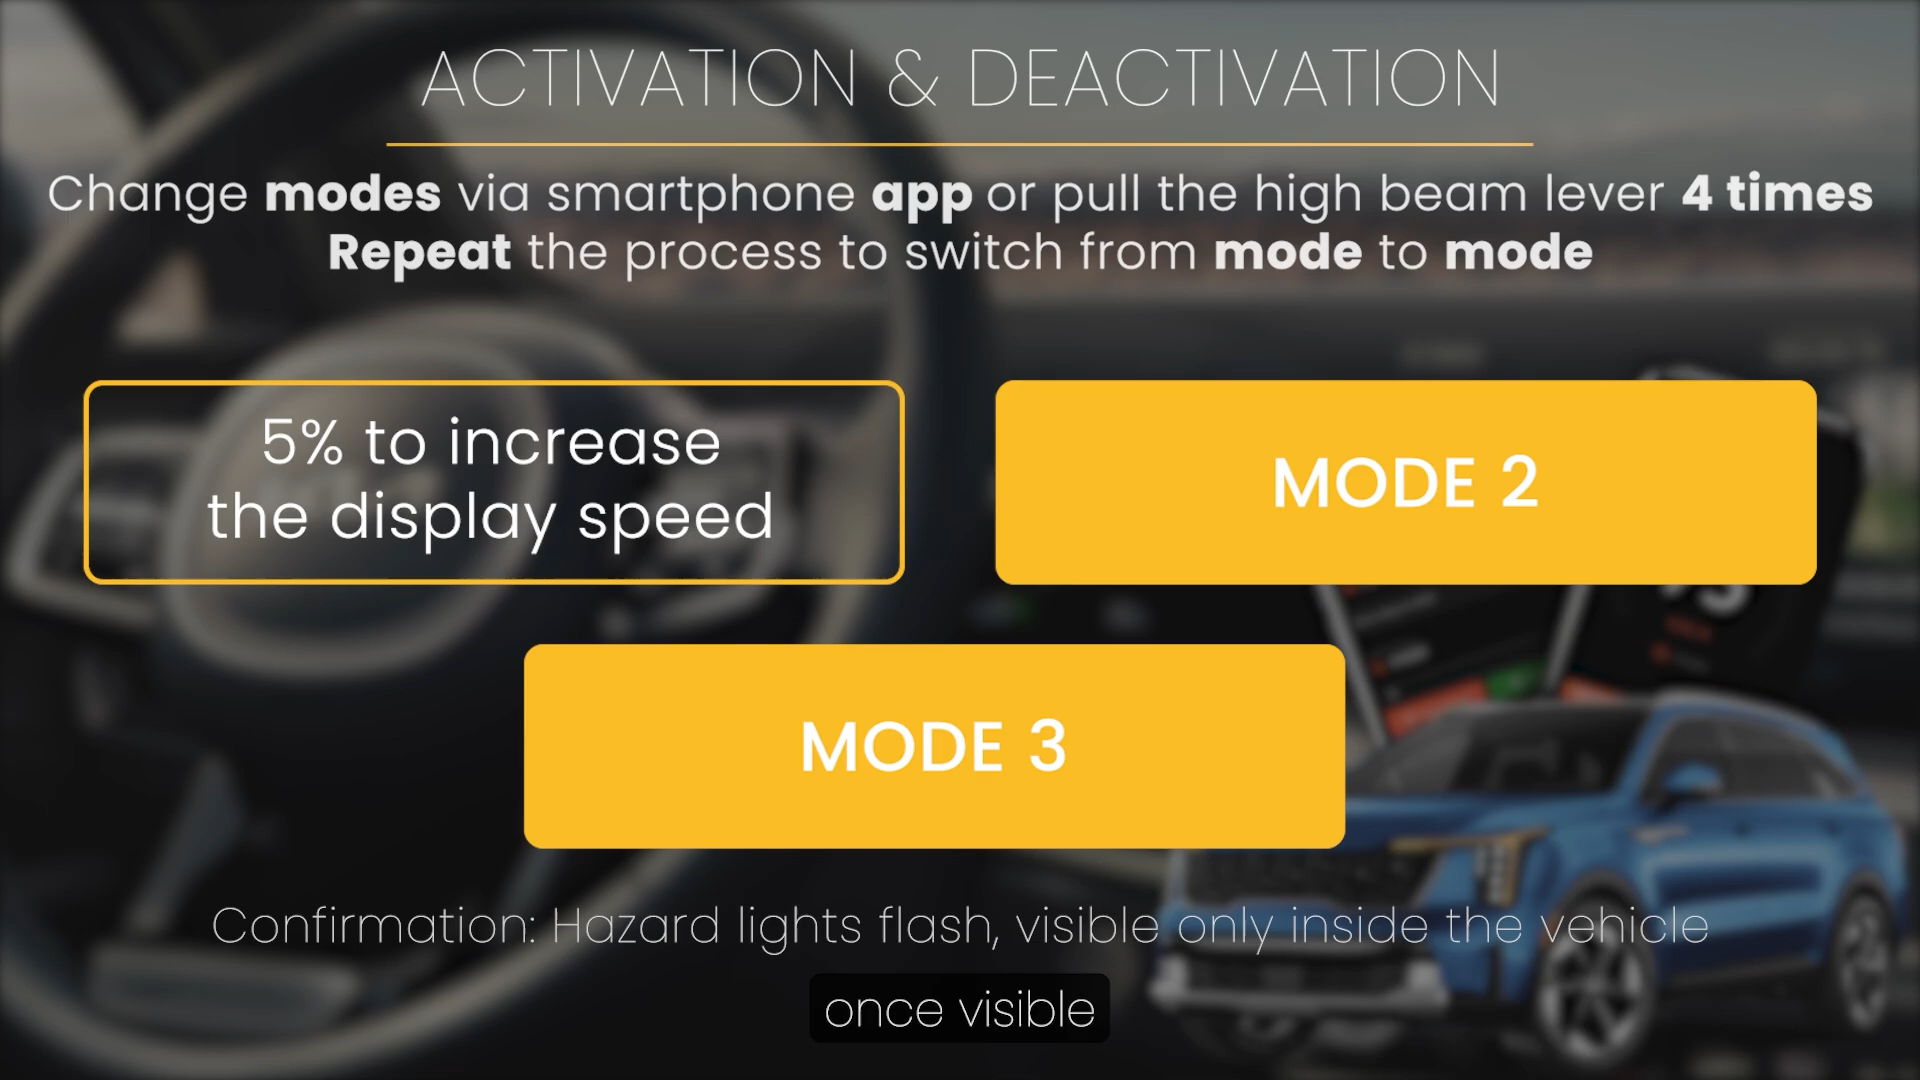 ACTIVATION & DEACTIVATION
Change modes via smartphone app or pull the high beam lever 4 times
Repeat the process to switch from mode to mode
5% to increase
the display speed
MODE 2
MODE 3
Confirmation: Hazard lights flash, visible only inside the vehicle
once visible